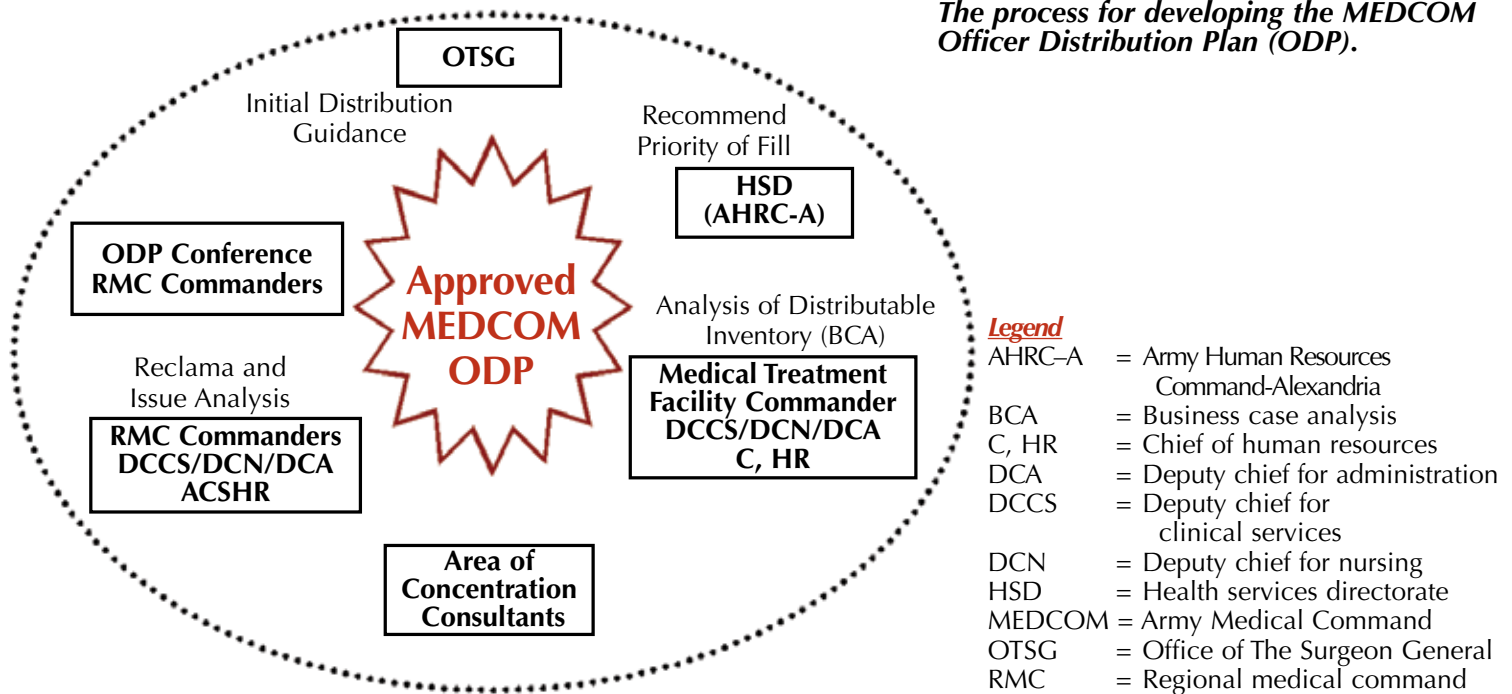 The process for developing the MEDCOM
Officer Distribution Plan (ODP).
OTSG
Initial Distribution
Guidance
Recommend
Priority of Fill
HSD
(AHRC-A)
ODP Conference
RMC Commanders
Approved
MEDCOM
ODP
Analysis of Distributable
Inventory (BCA)
Medical Treatment
Facility Commander
DCCS/DCN/DCA
C, HR
Reclama and
Issue Analysis
RMC Commanders
DCCS/DCN/DCA
ACSHR
Area of
Concentration
Consultants
Legend
AHRC–A = Army Human Resources
Command-Alexandria
BCA = Business case analysis
C, HR = Chief of human resources
DCA = Deputy chief for administration
DCCS = Deputy chief for
clinical services
DCN = Deputy chief for nursing
HSD = Health services directorate
MEDCOM = Army Medical Command
OTSG = Office of The Surgeon General
RMC = Regional medical command